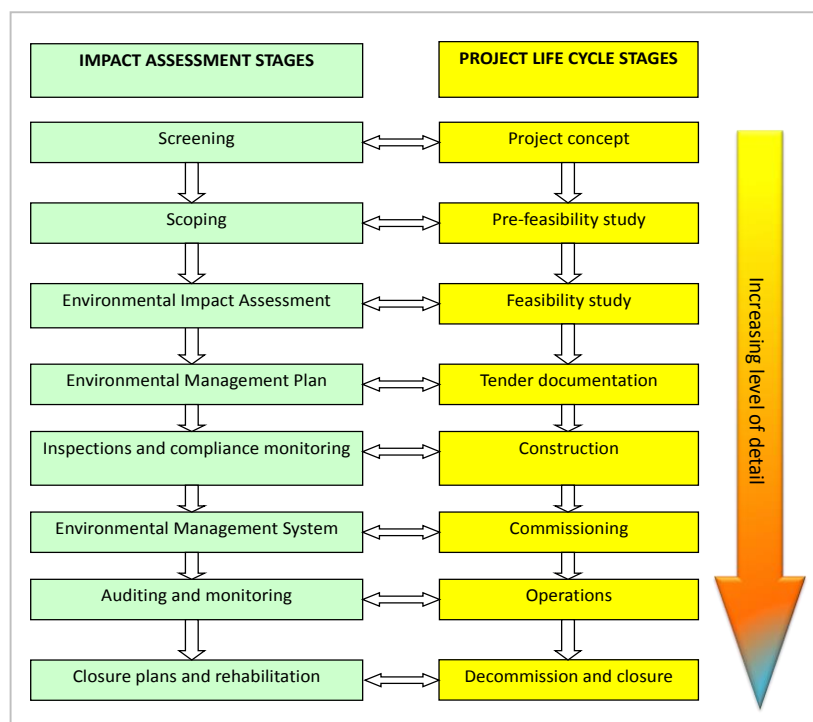 IMPACT ASSESSMENT STAGES
PROJECT LIFE CYCLE STAGES
Screening
Project concept
Scoping
Pre-feasibility study
Environmental Impact Assessment
Feasibility study
Environmental Management Plan
Tender documentation
Inspections and compliance monitoring
Construction
Environmental Management System
Commissioning
Auditing and monitoring
Operations
Closure plans and rehabilitation
Decommission and closure
Increasing level of detail